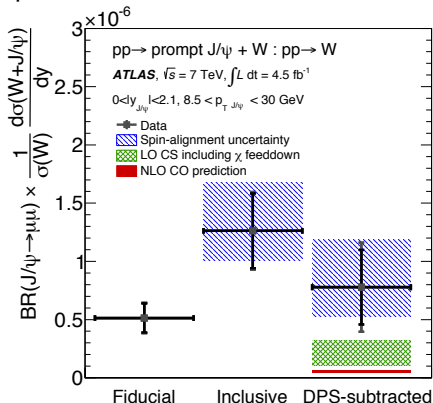 ×10⁻⁶
pp→ prompt J/ψ + W : pp→ W
ATLAS, √s = 7 TeV, ∫L dt = 4.5 fb⁻¹
0<|y_J/ψ|<2.1, 8.5 < p_T J/ψ < 30 GeV
Data
Spin-alignment uncertainty
LO CS including χ feeddown
NLO CO prediction
BR(J/ψ→μμ) × 1/σ(W) dσ(W+J/ψ)/dy
3
2.5
2
1.5
1
0.5
0
Fiducial Inclusive DPS-subtracted